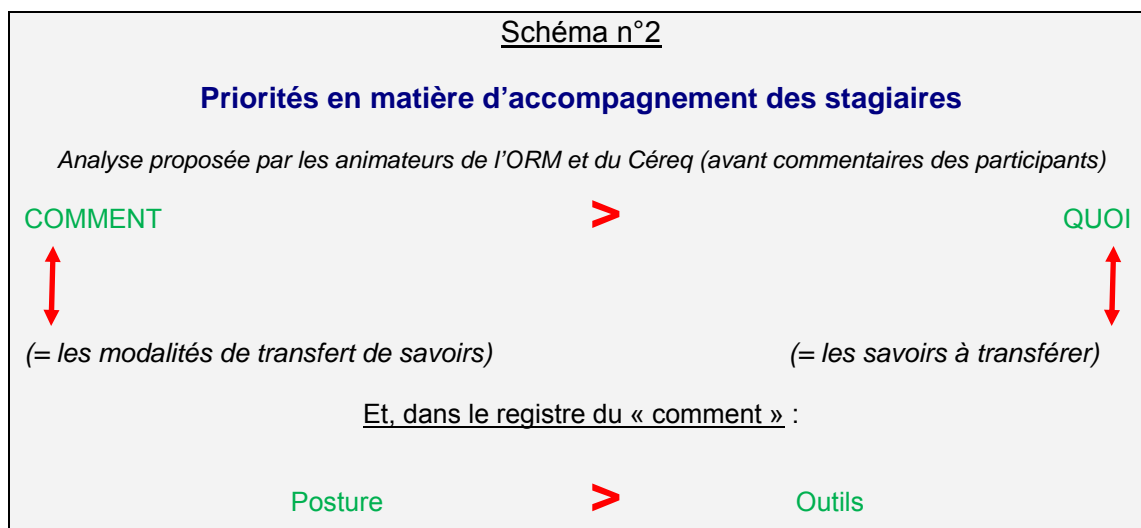 Schéma n°2
Priorités en matière d’accompagnement des stagiaires
Analyse proposée par les animateurs de l’ORM et du Céreq (avant commentaires des participants)
COMMENT > QUOI
(= les modalités de transfert de savoirs) (= les savoirs à transférer)
Et, dans le registre du « comment » :
Posture > Outils